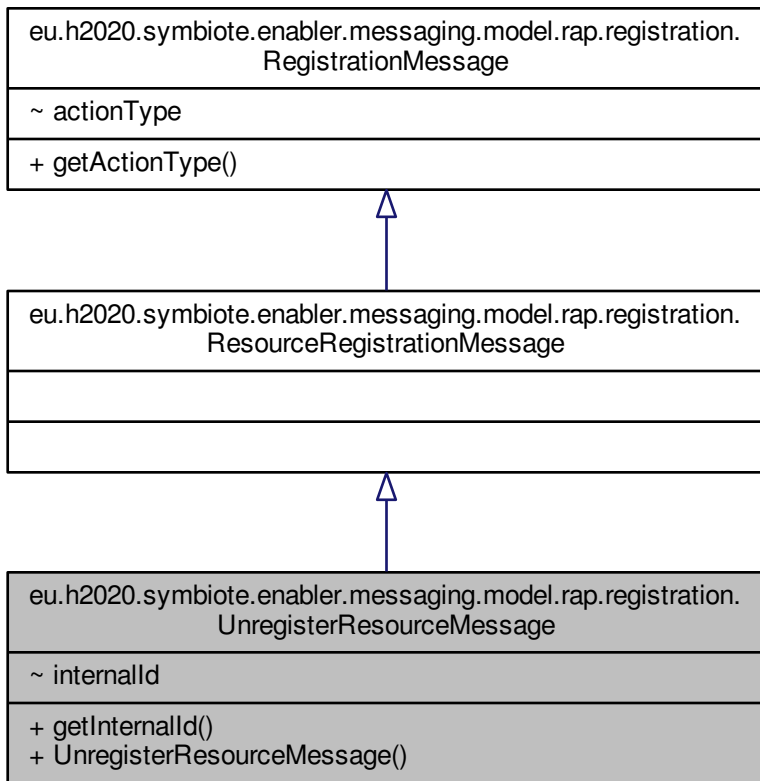 eu.h2020.symbiote.enabler.messaging.model.rap.registration.
RegistrationMessage
~ actionType
+ getActionType()
eu.h2020.symbiote.enabler.messaging.model.rap.registration.
ResourceRegistrationMessage
eu.h2020.symbiote.enabler.messaging.model.rap.registration.
UnregisterResourceMessage
~ internalId
+ getInternalId()
+ UnregisterResourceMessage()